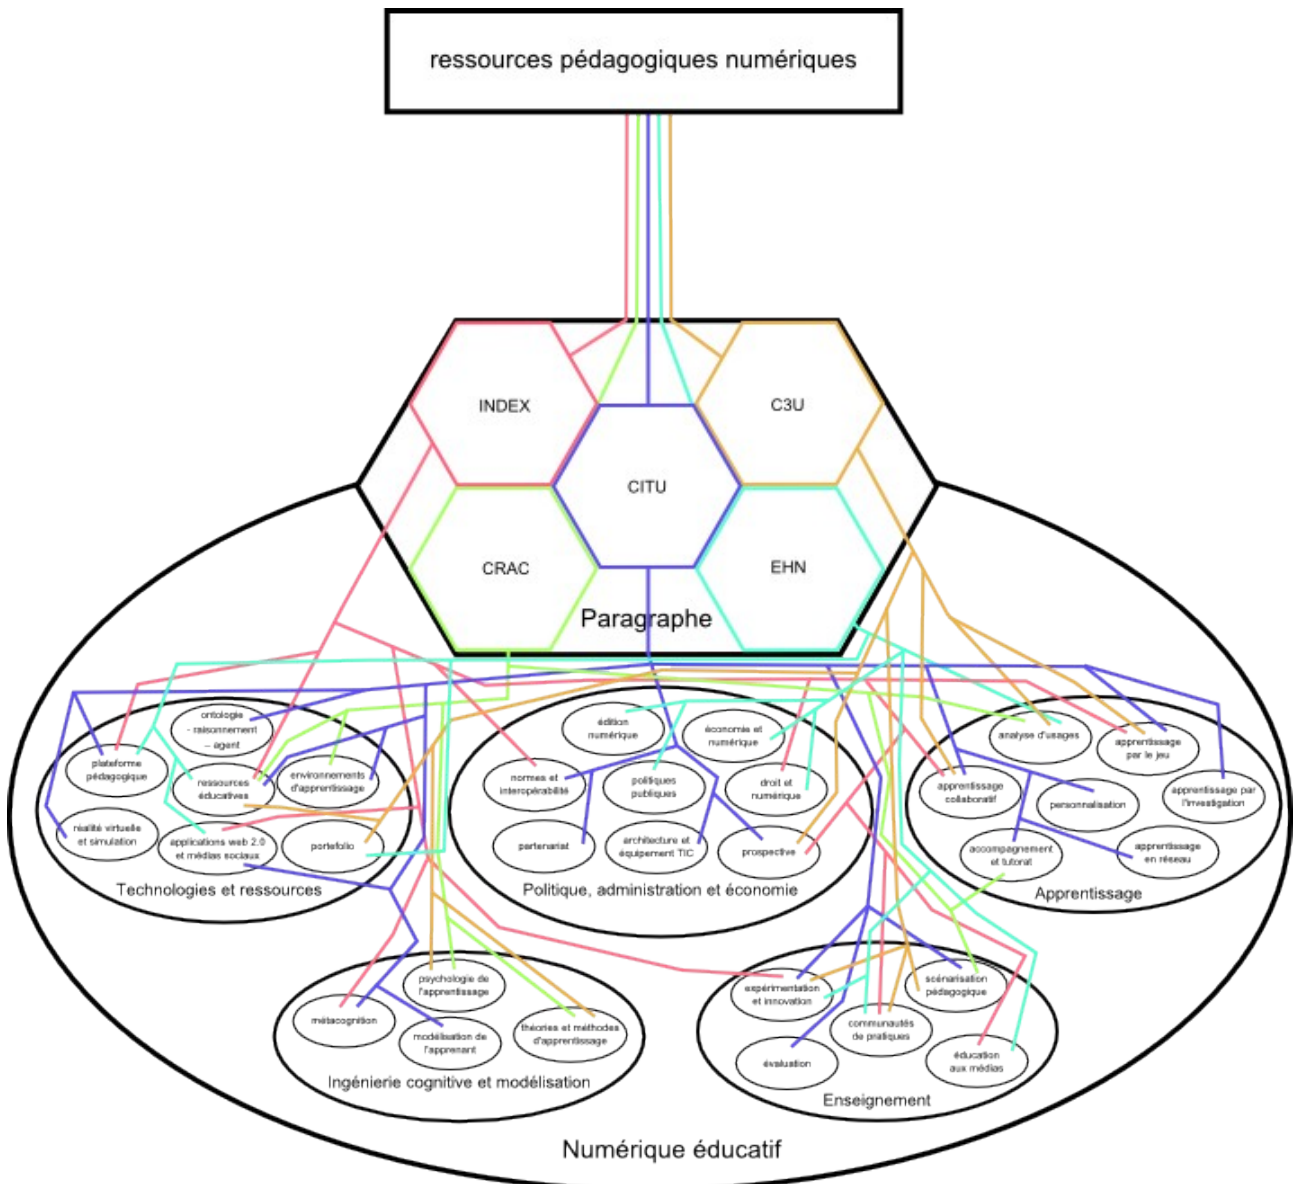 ressources pédagogiques numériques
INDEX
C3U
CITU
CRAC
EHN
Paragraphe
ontologie
- raisonnement
– agent
plateforme
pédagogique
ressources
éducatives
environnements
d'apprentissage
réalité virtuelle
et simulation
applications web 2.0
et médias sociaux
portefolio
Technologies et ressources
édition
numérique
économie et
numérique
normes et
interopérabilité
politiques
publiques
droit et
numérique
partenariat
architecture et
équipement TIC
prospective
Politique, administration et économie
analyse d'usages
apprentissage
par le jeu
apprentissage
collaboratif
personnalisation
apprentissage par
l'investigation
accompagnement
et tutorat
apprentissage
en réseau
Apprentissage
psychologie de
l'apprentissage
métacognition
modélisation de
l'apprenant
théories et méthodes
d'apprentissage
Ingénierie cognitive et modélisation
expérimentation
et innovation
scénarisation
pédagogique
communautés
de pratiques
évaluation
éducation
aux médias
Enseignement
Numérique éducatif